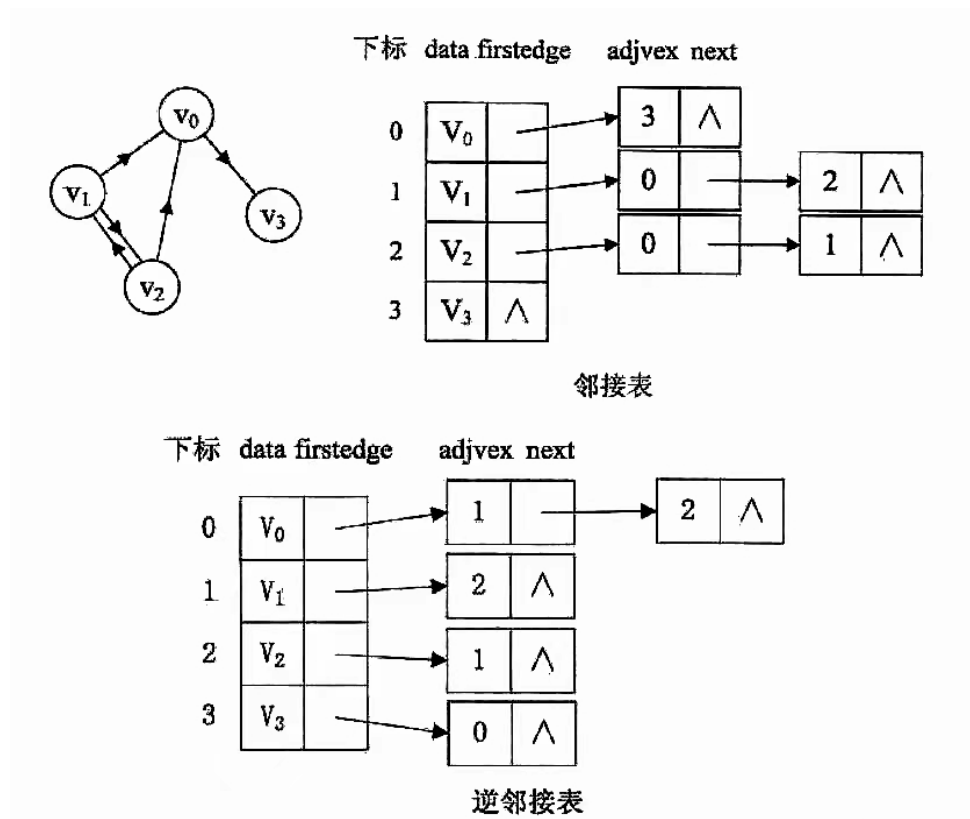 下标 data firstedge adjvex next
v₀
v₁
v₂
v₃
0 V₀ 3 ∧
1 V₁ 0 2 ∧
2 V₂ 0 1 ∧
3 V₃ ∧
邻接表
下标 data firstedge adjvex next
0 V₀ 1 2 ∧
1 V₁ 2 ∧
2 V₂ 1 ∧
3 V₃ 0 ∧
逆邻接表